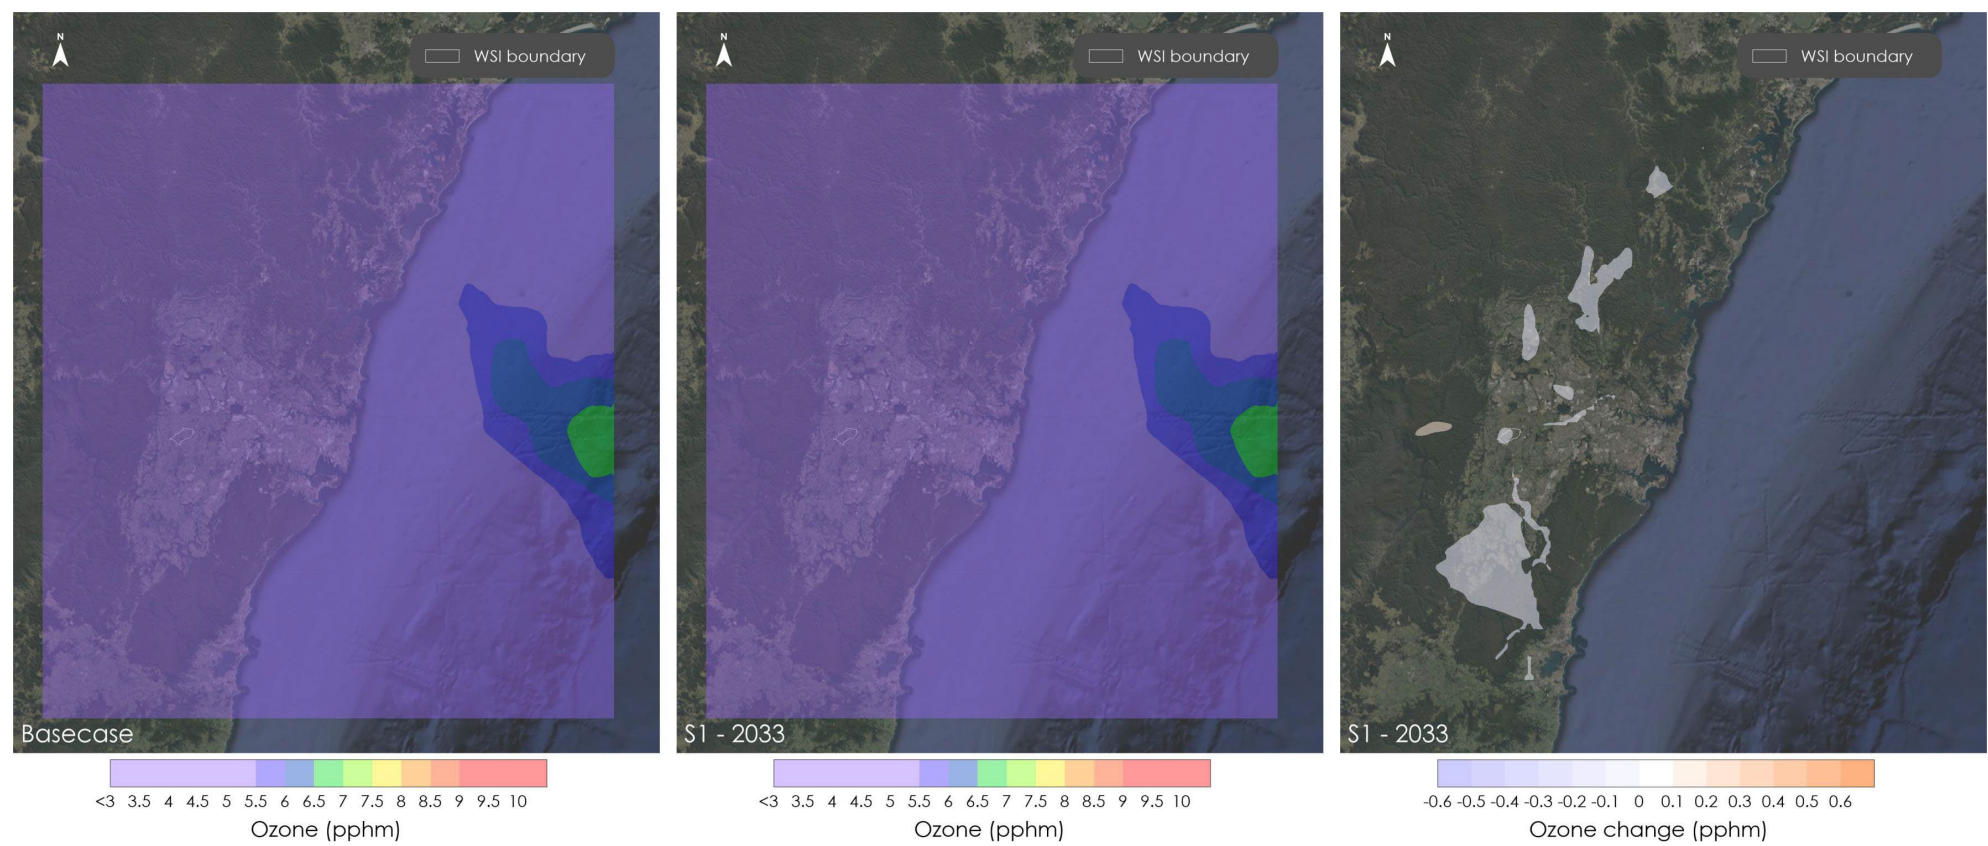 N
WSI boundary
Basecase
<3 3.5 4 4.5 5 5.5 6 6.5 7 7.5 8 8.5 9 9.5 10
Ozone (pphm)
N
WSI boundary
S1 - 2033
<3 3.5 4 4.5 5 5.5 6 6.5 7 7.5 8 8.5 9 9.5 10
Ozone (pphm)
N
WSI boundary
S1 - 2033
-0.6 -0.5 -0.4 -0.3 -0.2 -0.1 0 0.1 0.2 0.3 0.4 0.5 0.6
Ozone change (pphm)